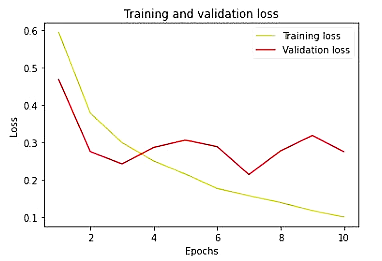 Training and validation loss
Training loss
Validation loss
Loss
0.6
0.5
0.4
0.3
0.2
0.1
2 4 6 8 10
Epochs